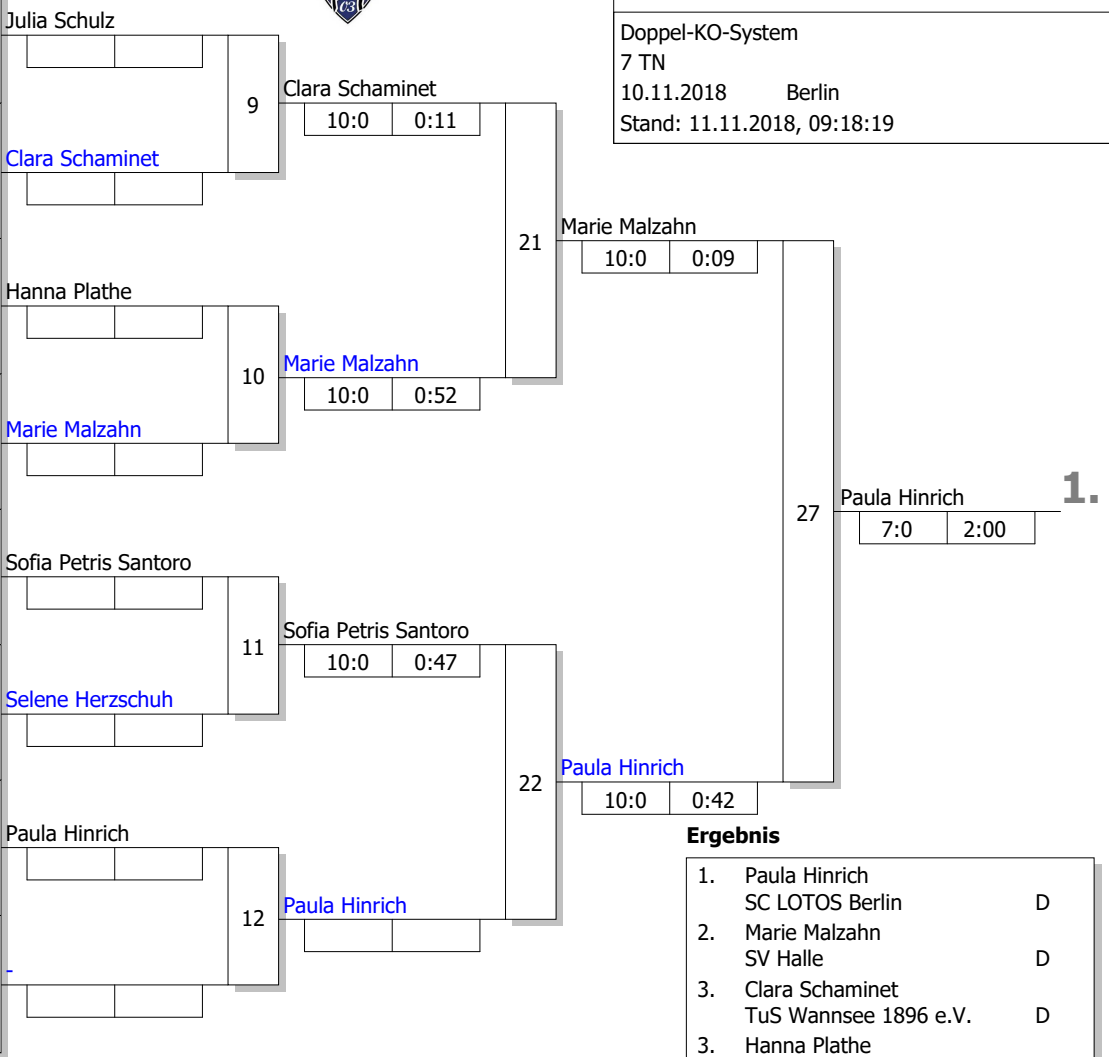 C3
Doppel-KO-System
7 TN
10.11.2018 Berlin
Stand: 11.11.2018, 09:18:19
Julia Schulz
9
Clara Schaminet
Clara Schaminet
10:0 0:11
Hanna Plathe
10
Marie Malzahn
Marie Malzahn
10:0 0:52
21
Marie Malzahn
10:0 0:09
Sofia Petris Santoro
11
Selene Herzschuh
Sofia Petris Santoro
10:0 0:47
Paula Hinrich
12
-
Paula Hinrich
22
Paula Hinrich
10:0 0:42
27
Paula Hinrich
7:0 2:00
1.
Ergebnis
1. Paula Hinrich
SC LOTOS Berlin D
2. Marie Malzahn
SV Halle D
3. Clara Schaminet
TuS Wannsee 1896 e.V. D
3. Hanna Plathe